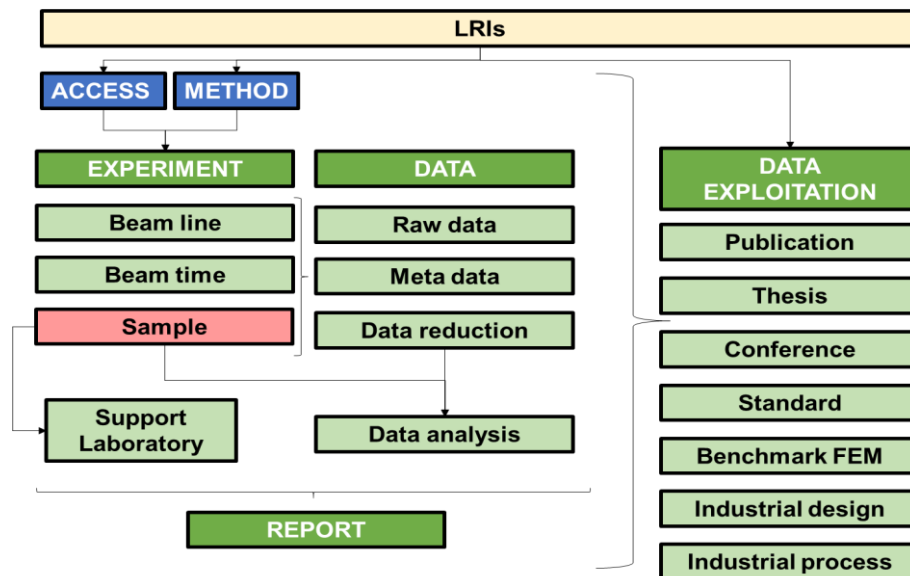 LRIs
ACCESS
METHOD
EXPERIMENT
DATA
Beam line
Raw data
Beam time
Meta data
Sample
Data reduction
Support
Laboratory
Data analysis
REPORT
DATA
EXPLOITATION
Publication
Thesis
Conference
Standard
Benchmark FEM
Industrial design
Industrial process